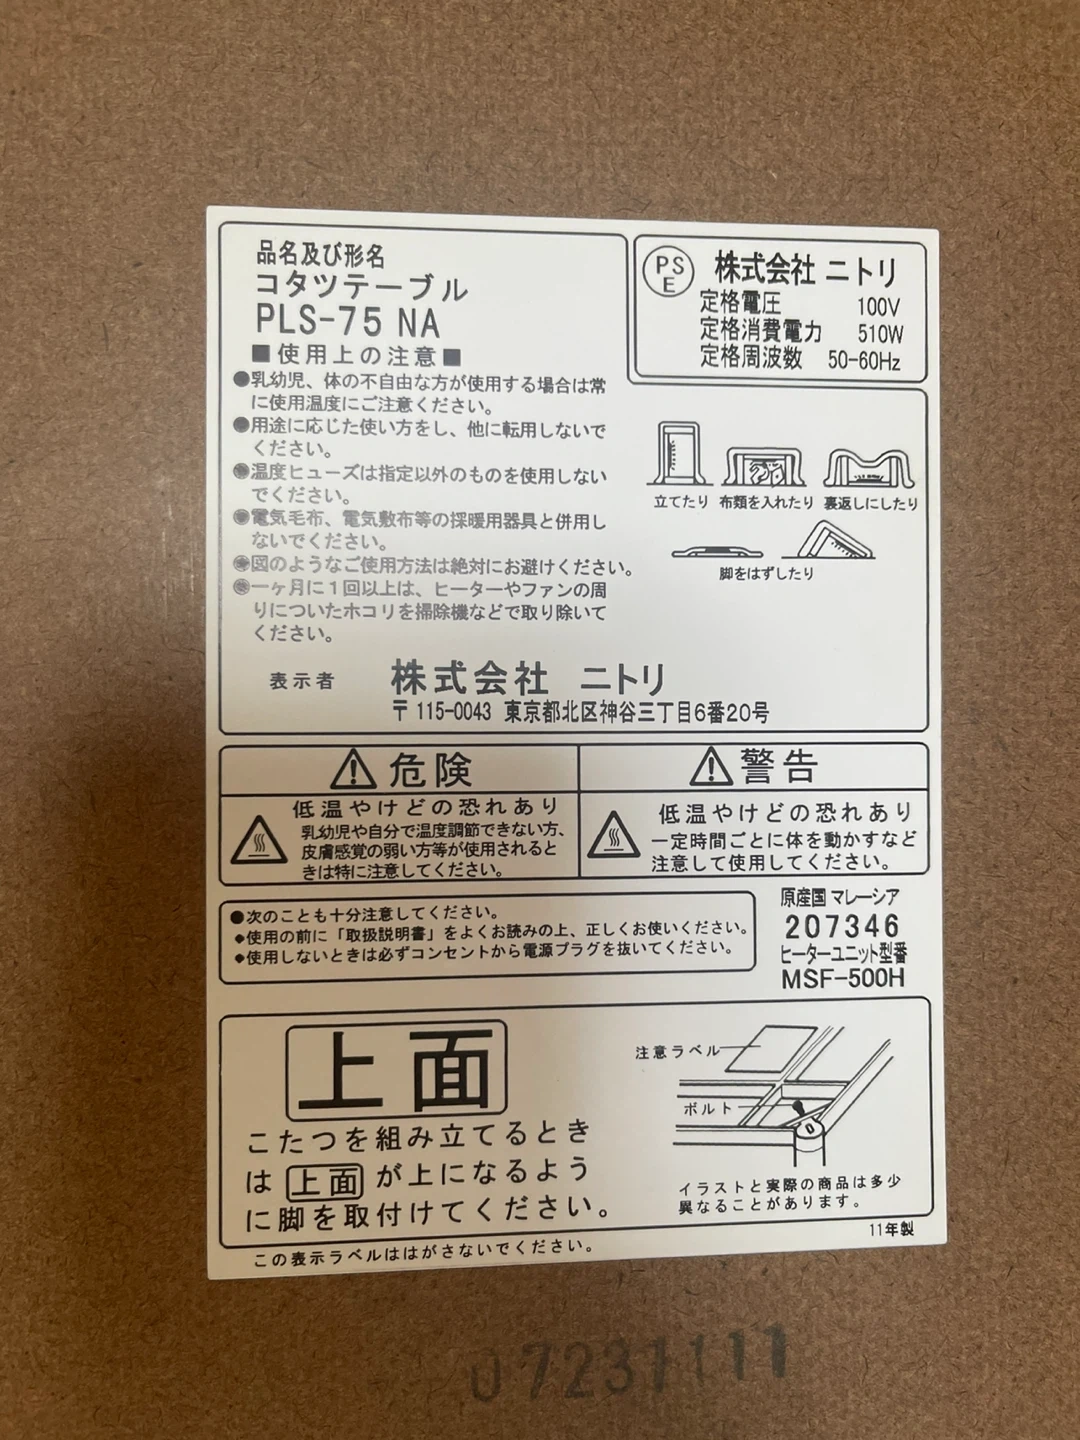 品名及び形名
コタツテーブル
PLS-75 NA
■使用上の注意■
●乳幼児、体の不自由な方が使用する場合は常
に使用温度にご注意ください。
●用途に応じた使い方をし、他に転用しないで
ください。
●温度ヒューズは指定以外のものを使用しない
でください。
●電気毛布、電気敷布等の採暖用器具と併用し
ないでください。
●図のようなご使用方法は絶対にお避けください。
●一ヶ月に1回以上は、ヒーターやファンの周
りについたホコリを掃除機などで取り除いて
ください。
PSE
株式会社 ニトリ
定格電圧 100V
定格消費電力 510W
定格周波数 50-60Hz
立てたり 布類を入れたり 裏返しにしたり
脚をはずしたり
表示者 株式会社 ニトリ
〒115-0043 東京都北区神谷三丁目6番20号
危険
低温やけどの恐れあり
乳幼児や自分で温度調節できない方、
皮膚感覚の弱い方等が使用されると
きは特に注意してください。
警告
低温やけどの恐れあり
一定時間ごとに体を動かすなど
注意して使用してください。
●次のことも十分注意してください。
◆使用の前に「取扱説明書」をよくお読みの上、正しくお使いください。
◆使用しないときは必ずコンセントから電源プラグを抜いてください。
原産国 マレーシア
207346
ヒーターユニット型番
MSF-500H
上面
こたつを組み立てるとき
は 上面 が上になるよう
に脚を取付けてください。
注意ラベル
ボルト
イラストと実際の商品は多少
異なることがあります。
11年製
この表示ラベルははがさないでください。
07231111